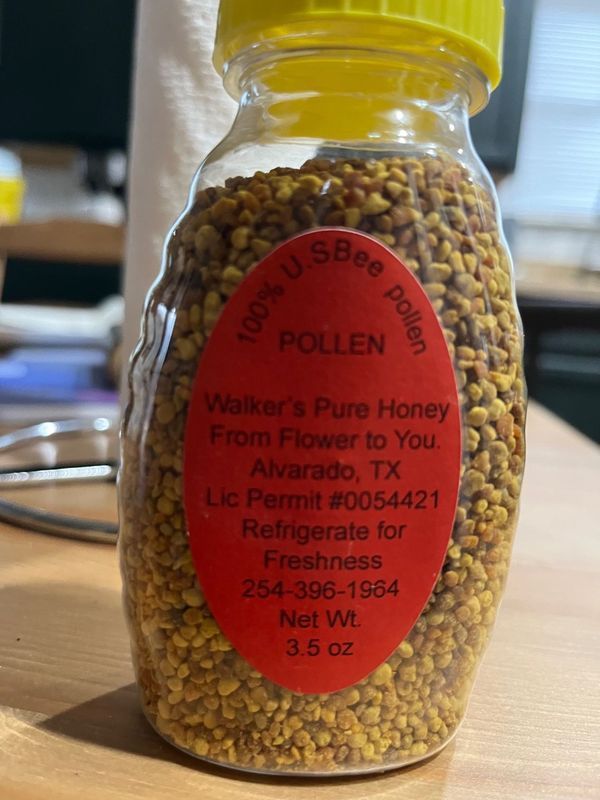 100% U.SBee pollen
POLLEN
Walker's Pure Honey
From Flower to You.
Alvarado, TX
Lic Permit #0054421
Refrigerate for
Freshness
254-396-1964
Net Wt.
3.5 oz